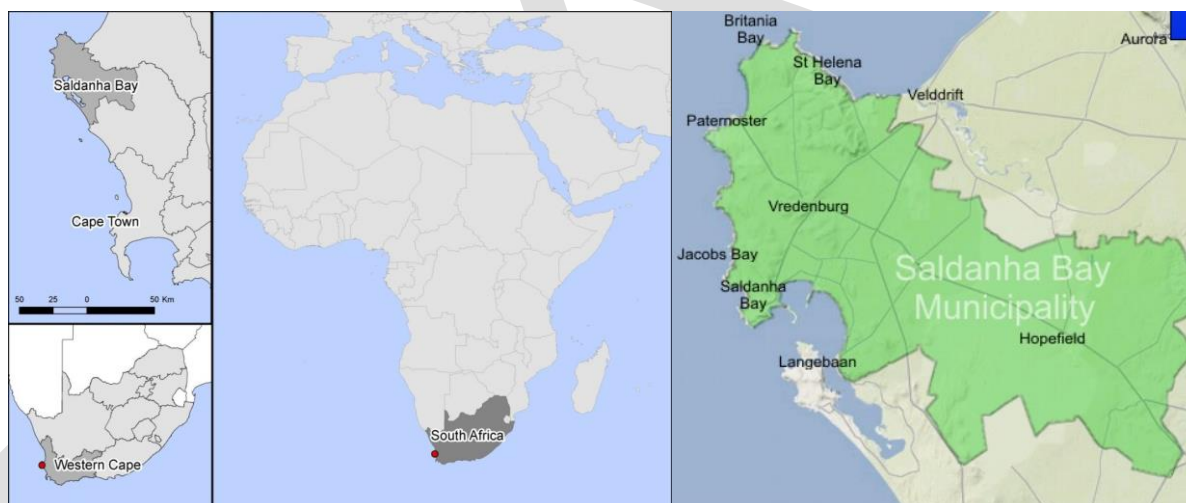 Saldanha Bay
Cape Town
50 25 0 50 Km
Western Cape
South Africa
Britania
Bay
St Helena
Bay
Aurora
Velddrift
Paternoster
Vredenburg
Jacobs Bay
Saldanha
Bay
Saldanha Bay
Municipality
Hopefield
Langebaan